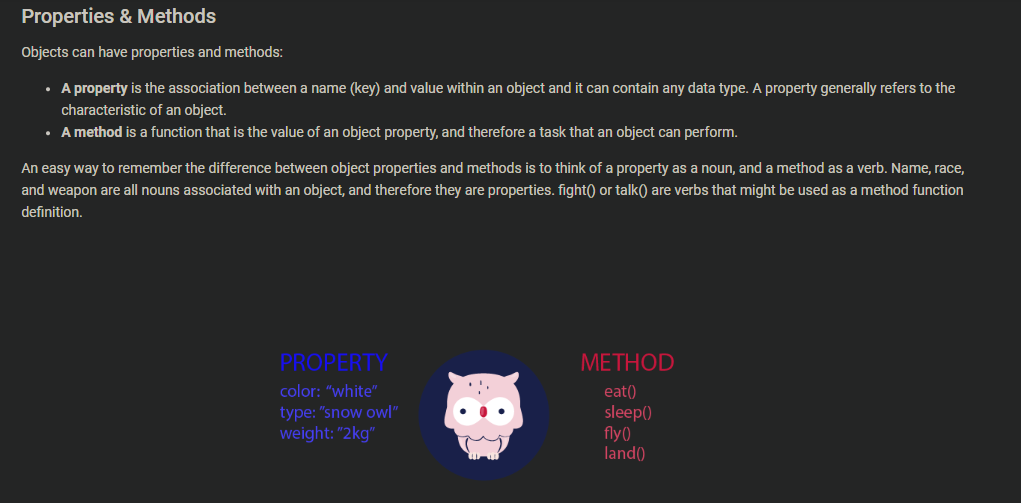 Properties & Methods
Objects can have properties and methods:
• A property is the association between a name (key) and value within an object and it can contain any data type. A property generally refers to the
characteristic of an object.
• A method is a function that is the value of an object property, and therefore a task that an object can perform.
An easy way to remember the difference between object properties and methods is to think of a property as a noun, and a method as a verb. Name, race,
and weapon are all nouns associated with an object, and therefore they are properties. fight() or talk() are verbs that might be used as a method function
definition.
PROPERTY
color: “white”
type: “snow owl”
weight: “2kg”
METHOD
eat()
sleep()
fly()
land()